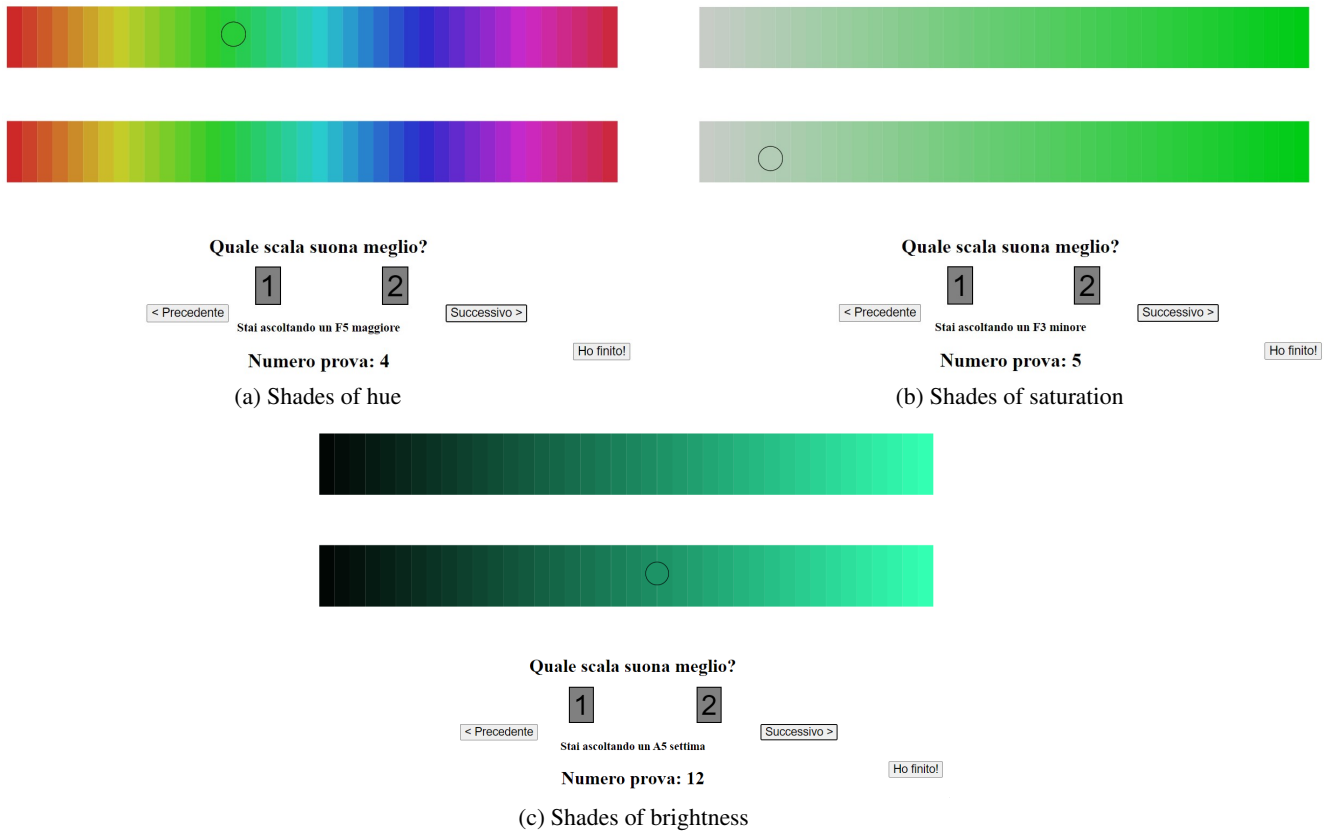 Quale scala suona meglio?
1 2
< Precedente Successivo >
Stai ascoltando un F5 maggiore
Ho finito!
Numero prova: 4
(a) Shades of hue
Quale scala suona meglio?
1 2
< Precedente Successivo >
Stai ascoltando un F3 minore
Ho finito!
Numero prova: 5
(b) Shades of saturation
Quale scala suona meglio?
1 2
< Precedente Successivo >
Stai ascoltando un A5 settima
Ho finito!
Numero prova: 12
(c) Shades of brightness